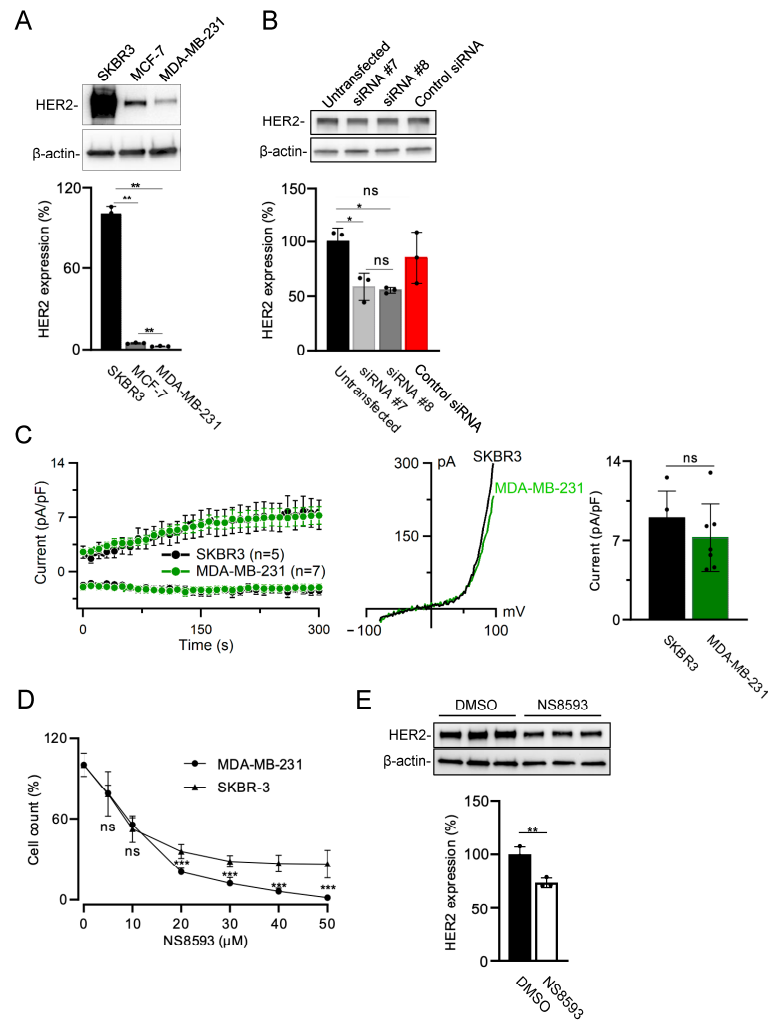 A
SKBR3
MCF-7
MDA-MB-231
HER2-
β-actin-
HER2 expression (%)
120
**
**
60
**
0
SKBR3
MCF-7
MDA-MB-231
B
Untransfected
siRNA #7
siRNA #8
Control siRNA
HER2-
β-actin-
HER2 expression (%)
150
ns
*
*
100
ns
50
0
Untransfected
siRNA #7
siRNA #8
Control siRNA
C
Current (pA/pF)
14
7
0
SKBR3 (n=5)
MDA-MB-231 (n=7)
0
150
300
Time (s)
300
pA
SKBR3
MDA-MB-231
150
mV
−100
100
Current (pA/pF)
14
ns
7
0
SKBR3
MDA-MB-231
D
Cell count (%)
120
MDA-MB-231
SKBR-3
60
ns
ns
***
***
***
***
0
0
10
20
30
40
50
NS8593 (µM)
E
DMSO
NS8593
HER2-
β-actin-
HER2 expression (%)
150
**
100
50
0
DMSO
NS8593